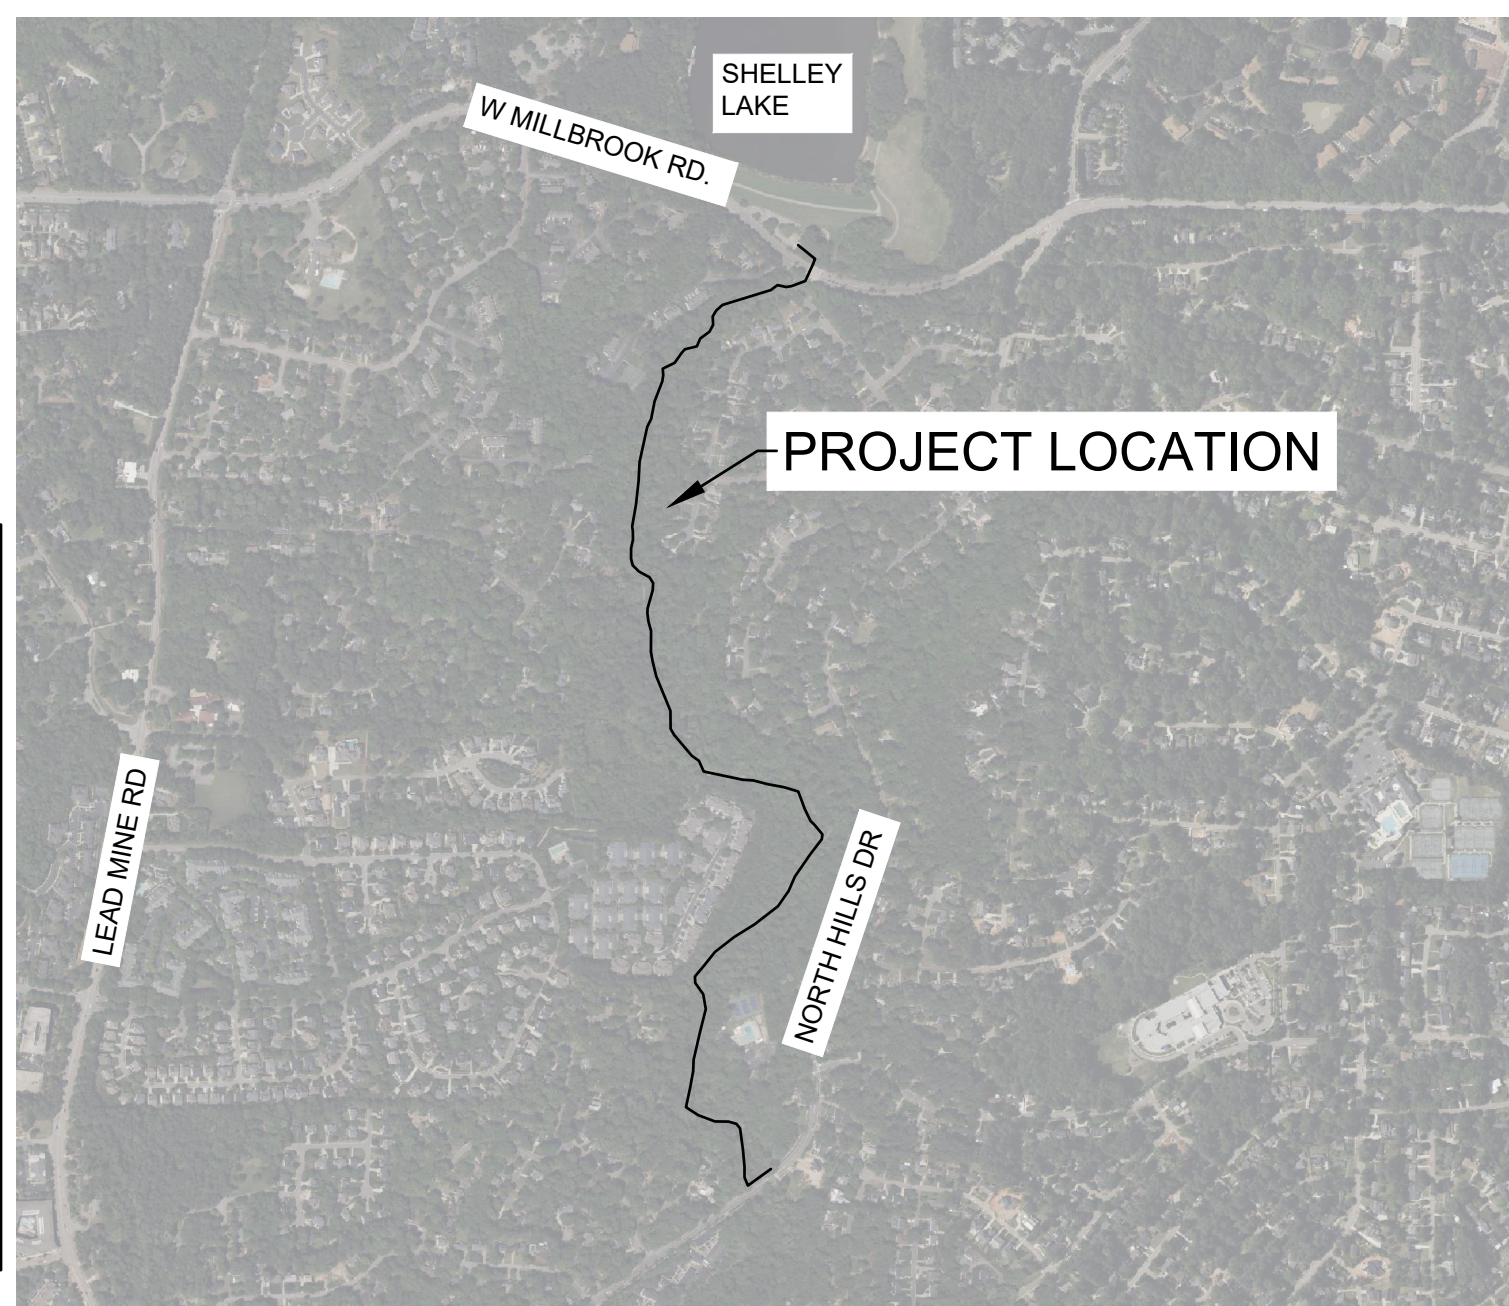 SHELLEY
LAKE
W MILLBROOK RD.
PROJECT LOCATION
LEAD MINE RD
NORTH HILLS DR